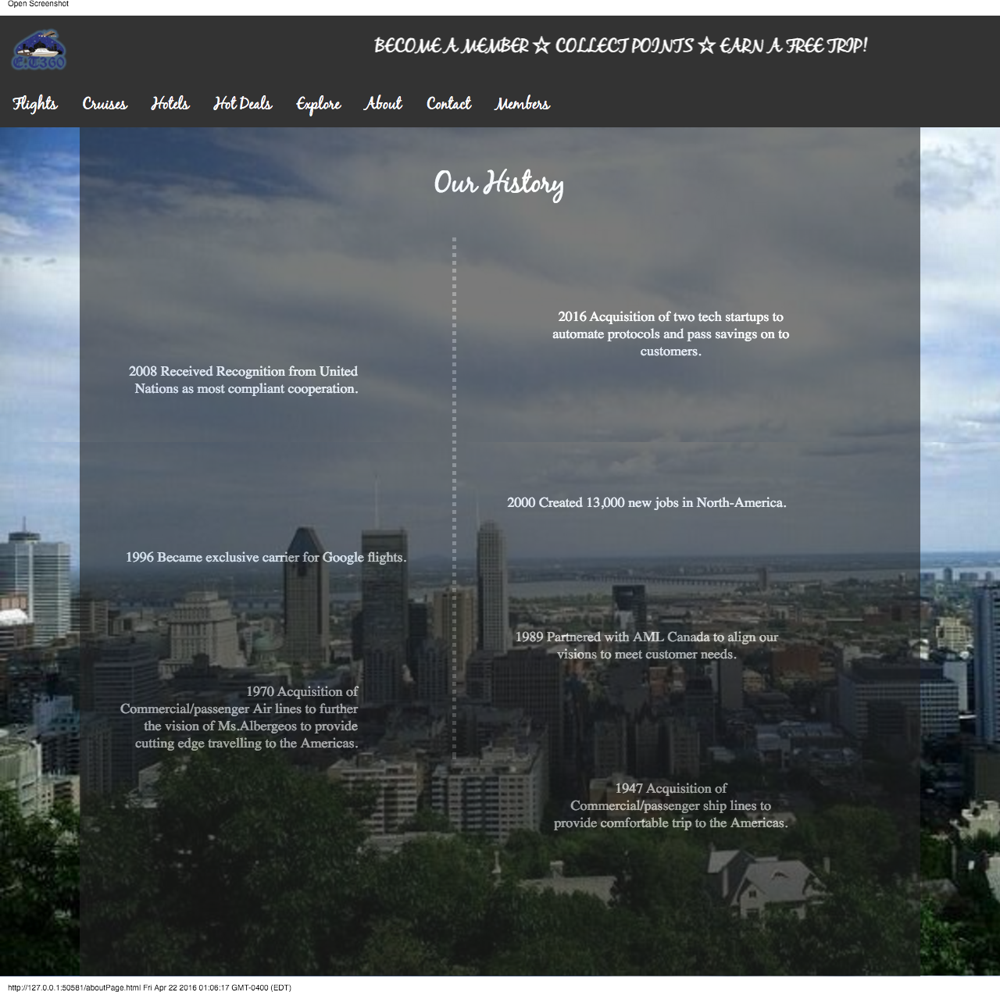 Open Screenshot
E.T360
BECOME A MEMBER ☆ COLLECT POINTS ☆ EARN A FREE TRIP!
Flights Cruises Hotels Hot Deals Explore About Contact Members
Our History
2016 Acquisition of two tech startups to
automate protocols and pass savings on to
customers.
2008 Received Recognition from United
Nations as most compliant cooperation.
2000 Created 13,000 new jobs in North-America.
1996 Became exclusive carrier for Google flights.
1989 Partnered with AML Canada to align our
visions to meet customer needs.
1970 Acquisition of
Commercial/passenger Air lines to further
the vision of Ms.Albergeos to provide
cutting edge travelling to the Americas.
1947 Acquisition of
Commercial/passenger ship lines to
provide comfortable trip to the Americas.
http://127.0.0.1:50581/aboutPage.html Fri Apr 22 2016 01:06:17 GMT-0400 (EDT)